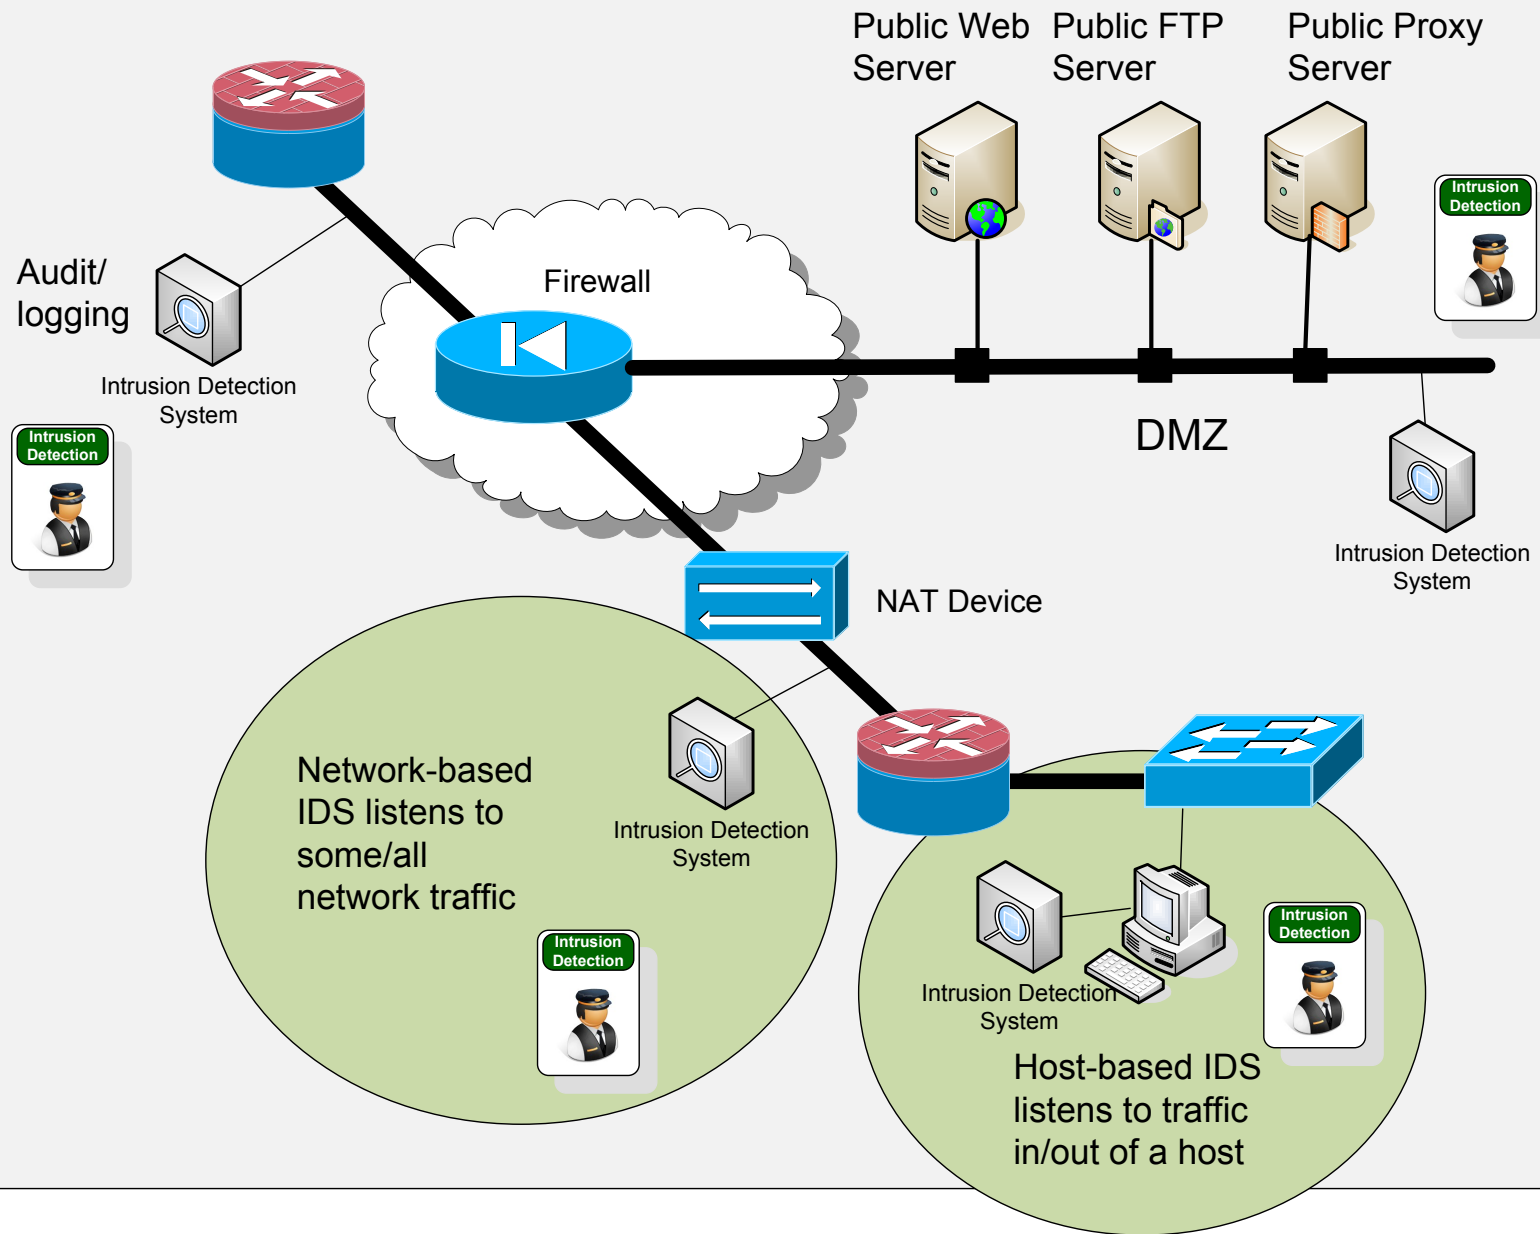 Public Web
Server
Public FTP
Server
Public Proxy
Server
Intrusion
Detection
Audit/
logging
Firewall
Intrusion Detection
System
Intrusion
Detection
DMZ
Intrusion Detection
System
NAT Device
Network-based
IDS listens to
some/all
network traffic
Intrusion Detection
System
Intrusion
Detection
Intrusion Detection
System
Intrusion
Detection
Host-based IDS
listens to traffic
in/out of a host